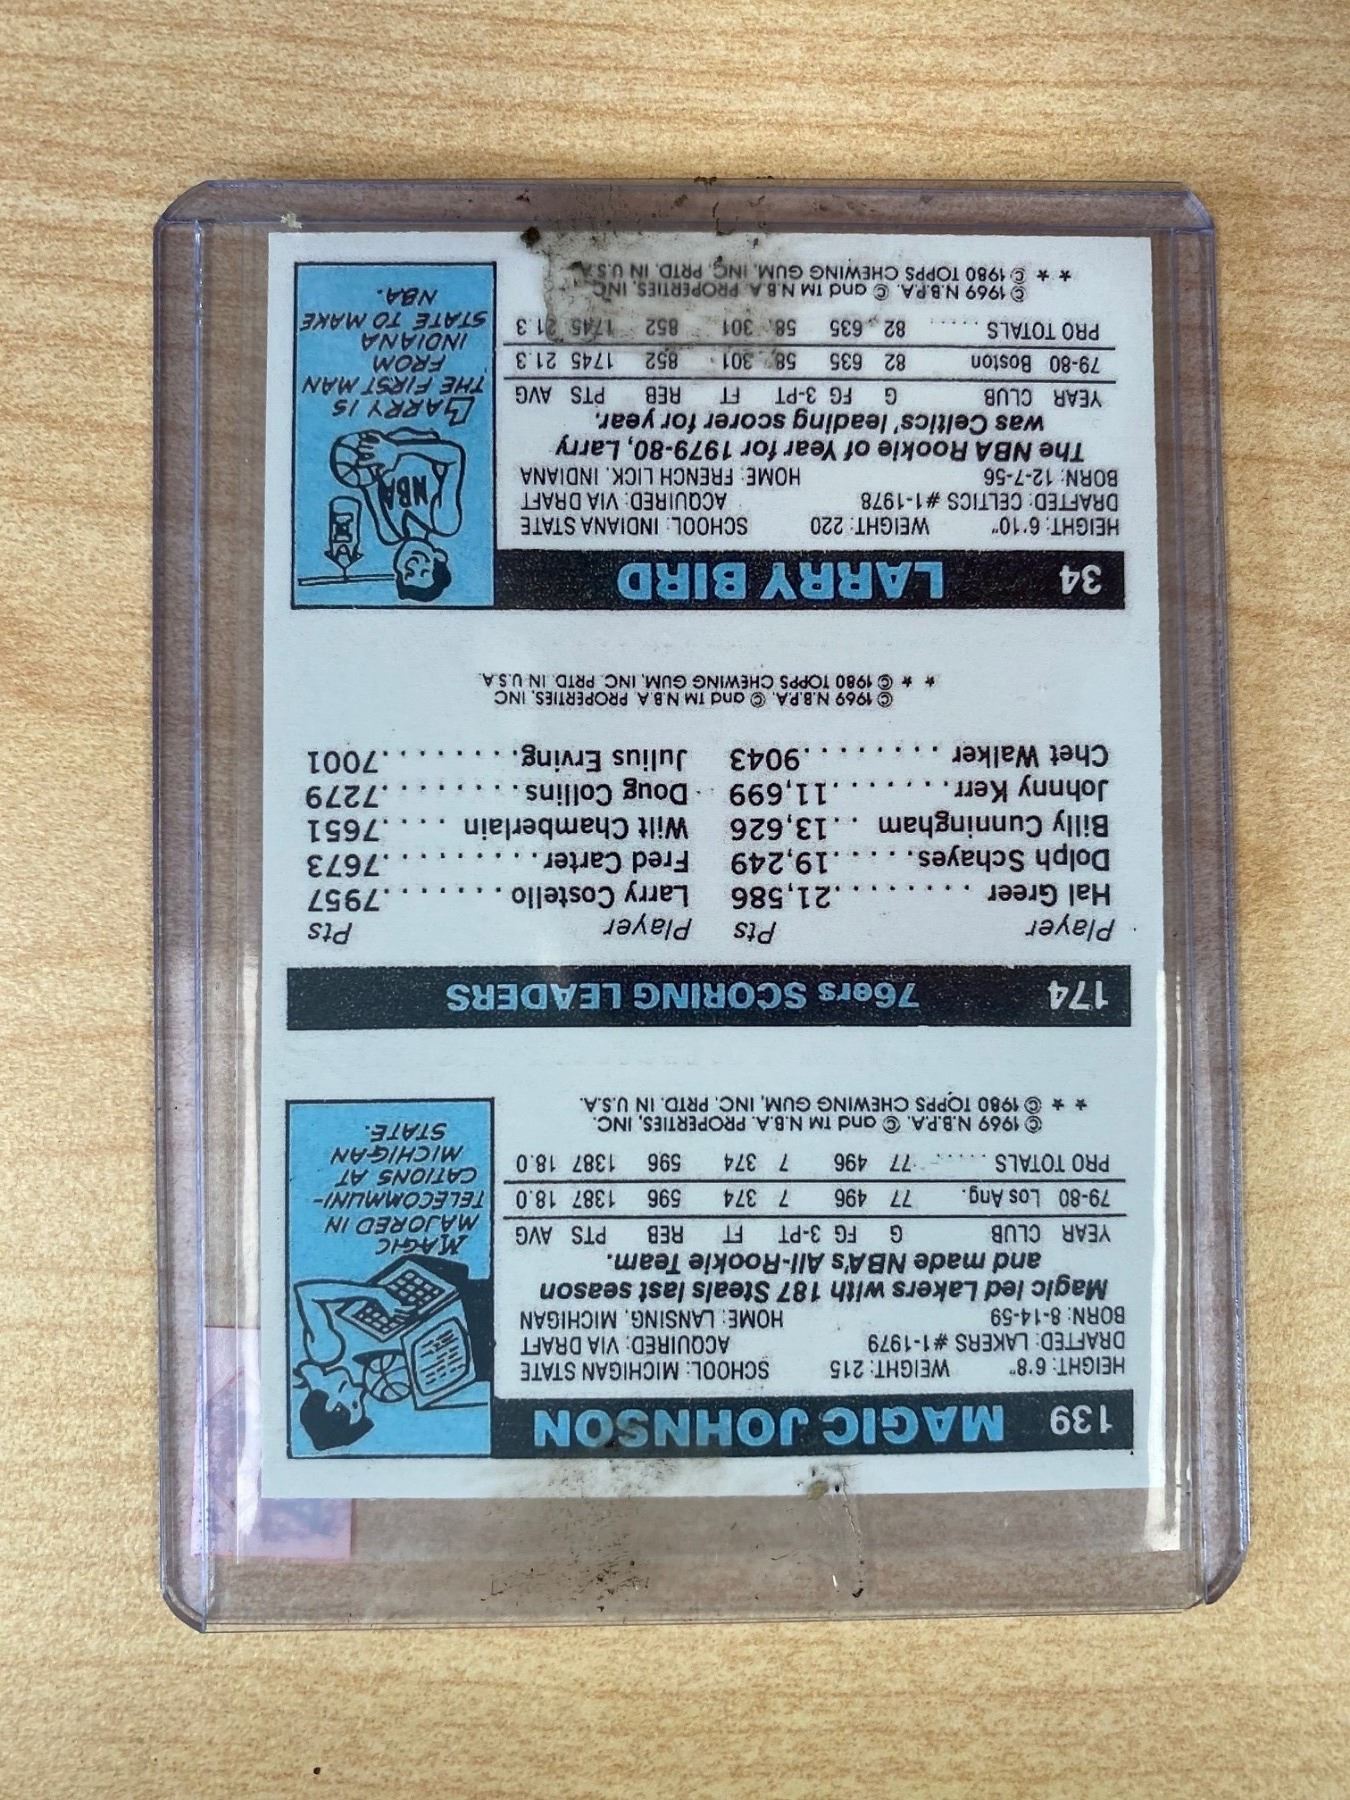 139 MAGIC JOHNSON
HEIGHT: 6'8" WEIGHT: 215 SCHOOL: MICHIGAN STATE
DRAFTED: LAKERS #1-1979 ACQUIRED: VIA DRAFT
BORN: 8-14-59 HOME: LANSING, MICHIGAN
Magic led Lakers with 187 Steals last season
and made NBA's All-Rookie Team.
YEAR CLUB G FG 3-PT FT REB PTS AVG
79-80 Los Ang. 77 496 7 374 596 1387 18.0
PRO TOTALS ..... 77 496 7 374 596 1387 18.0
© 1969 N.B.P.A. © and TM N.B.A. PROPERTIES, INC.
* * © 1980 TOPPS CHEWING GUM, INC. PRTD. IN U.S.A.
MAGIC
MAJORED IN
TELECOMMUNI-
CATIONS AT
MICHIGAN
STATE.
174 76ers SCORING LEADERS
Player Pts Player Pts
Hal Greer .........21,586 Larry Costello ........7957
Dolph Schayes......19,249 Fred Carter..........7673
Billy Cunningham ..13,626 Wilt Chamberlain ....7651
Johnny Kerr........11,699 Doug Collins ........7279
Chet Walker ........9043 Julius Erving.........7001
© 1969 N.B.P.A. © and TM N.B.A. PROPERTIES, INC
* * © 1980 TOPPS CHEWING GUM, INC. PRTD. IN U.S.A.
34 LARRY BIRD
HEIGHT: 6'10" WEIGHT: 220 SCHOOL: INDIANA STATE
DRAFTED: CELTICS #1-1978 ACQUIRED: VIA DRAFT
BORN: 12-7-56 HOME: FRENCH LICK, INDIANA
The NBA Rookie of Year for 1979-80, Larry
was Celtics' leading scorer for year.
YEAR CLUB G FG 3-PT FT REB PTS AVG
79-80 Boston 82 635 58 301 852 1745 21.3
PRO TOTALS ..... 82 635 58 301 852 1745 21.3
© 1969 N.B.P.A. © and TM N.B.A. PROPERTIES, INC.
* * © 1980 TOPPS CHEWING GUM, INC. PRTD. IN U.S.A.
NBA
LARRY IS
THE FIRST MAN
FROM
INDIANA
STATE TO MAKE
NBA.